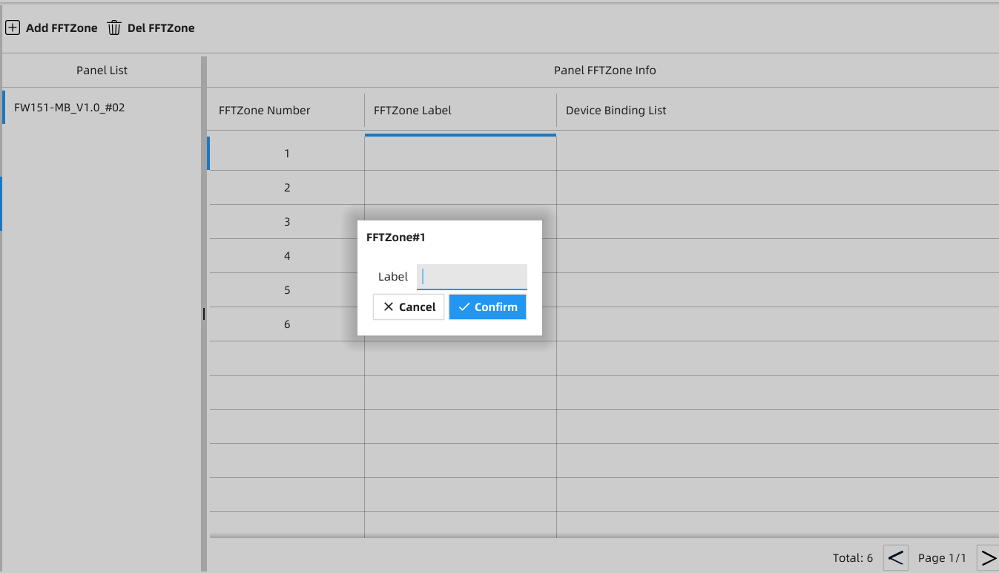 Add FFTZone Del FFTZone
Panel List
Panel FFTZone Info
FW151-MB_V1.0_#02
FFTZone Number FFTZone Label Device Binding List
1
2
3
4
5
6
FFTZone#1
Label
Cancel Confirm
Total: 6 < Page 1/1 >